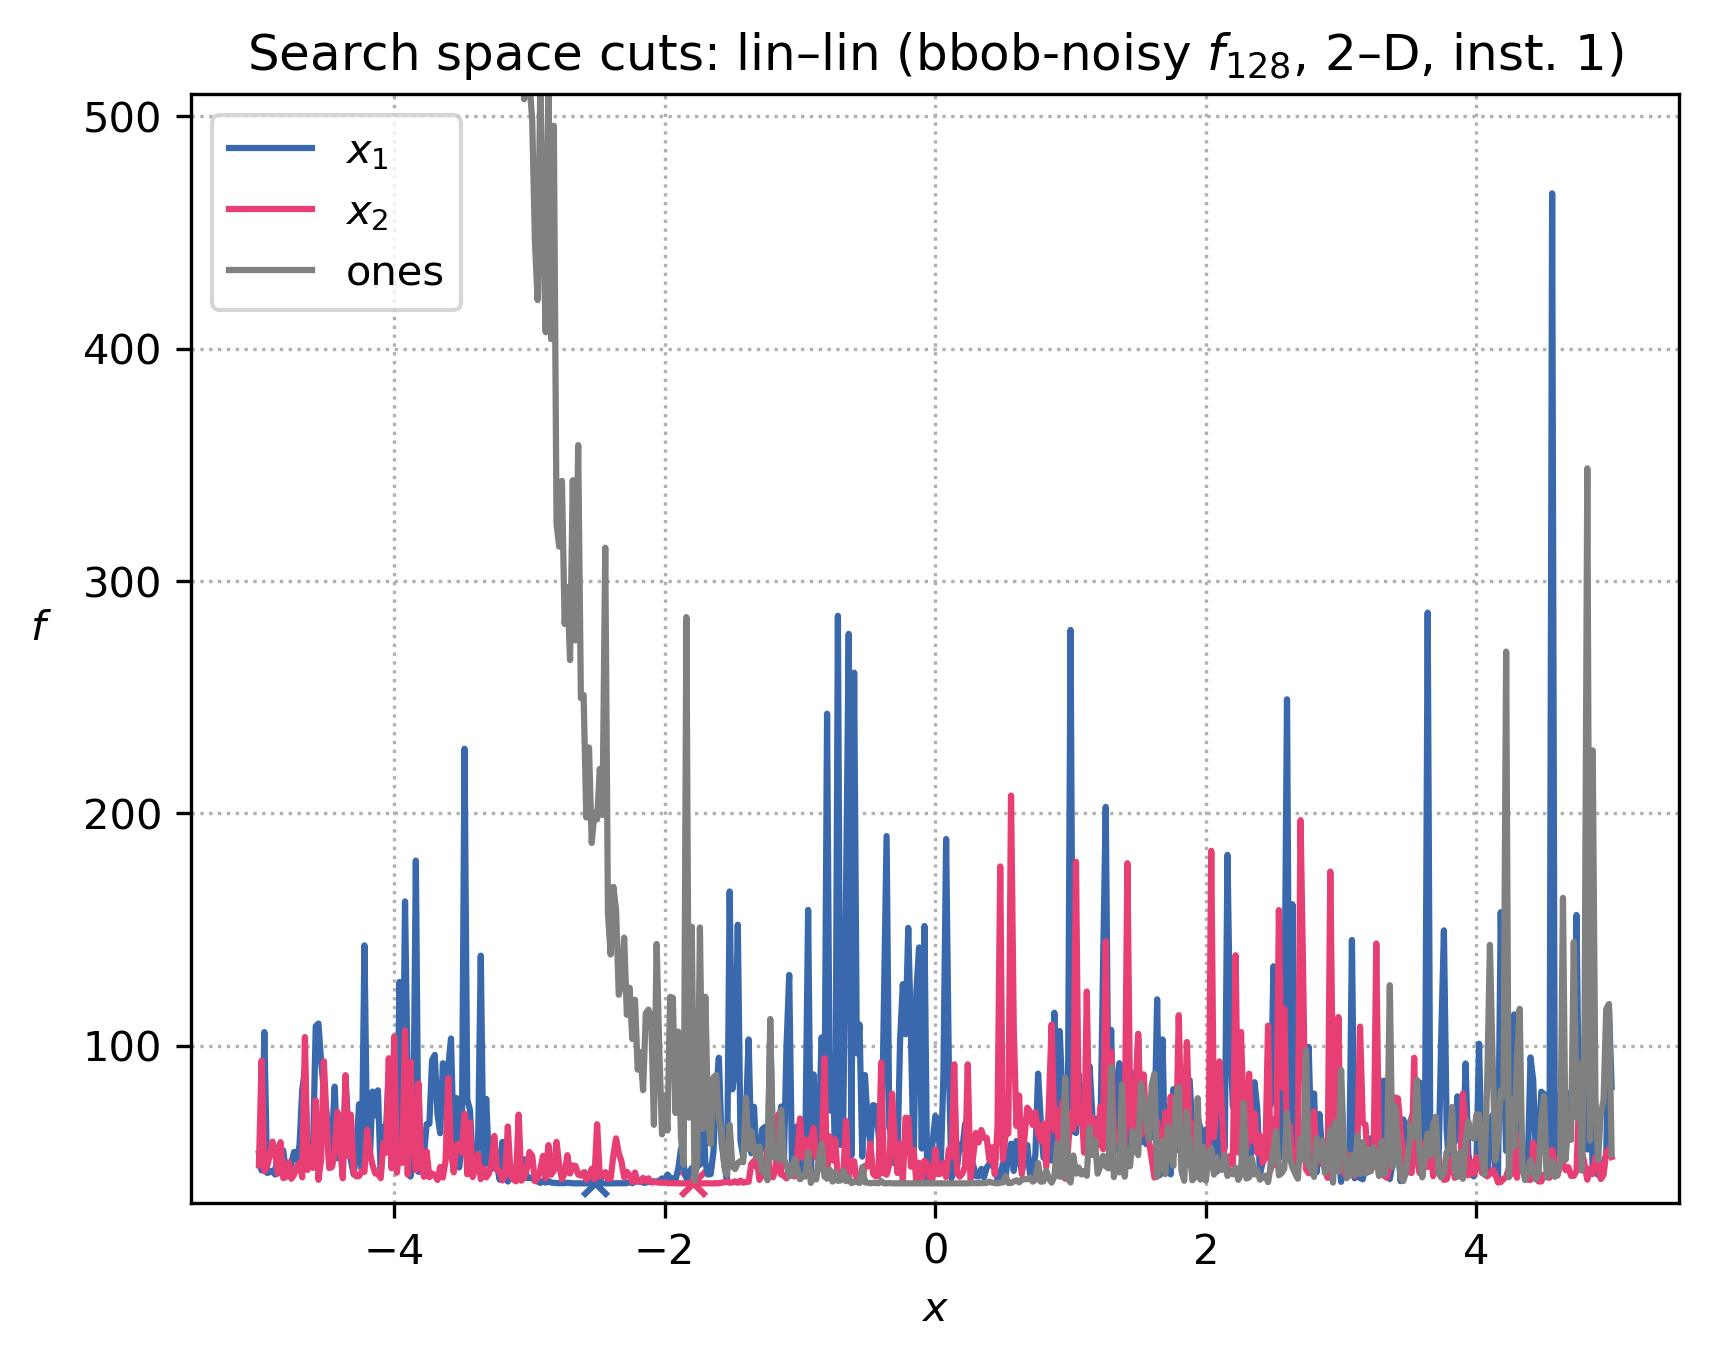 Search space cuts: lin–lin (bbob-noisy f₁₂₈, 2–D, inst. 1)
x₁
x₂
ones
500
400
300
200
100
f
−4
−2
0
2
4
x